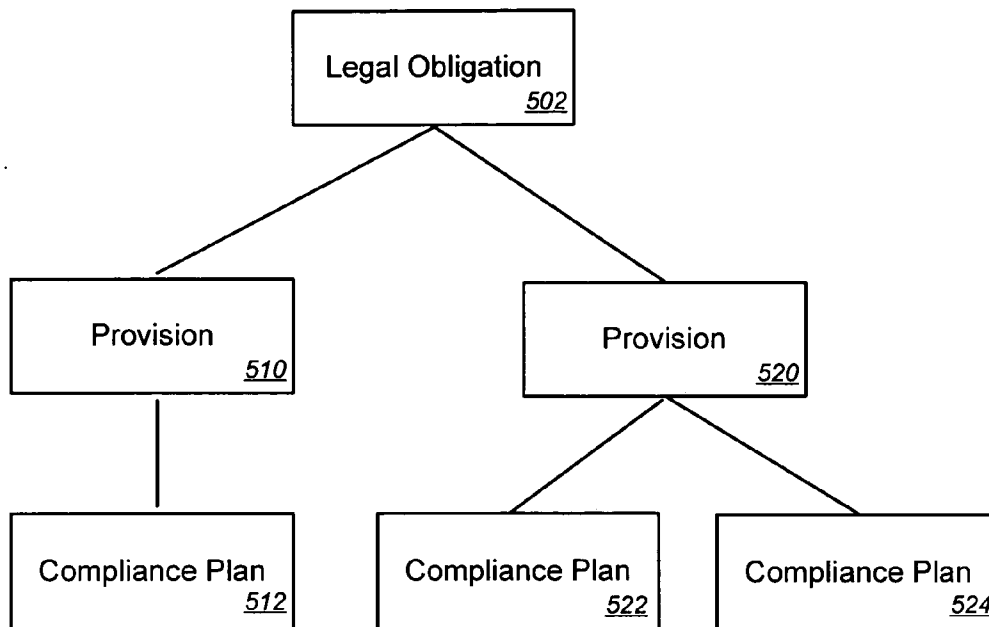 Legal Obligation
502
Provision
510
Provision
520
Compliance Plan
512
Compliance Plan
522
Compliance Plan
524